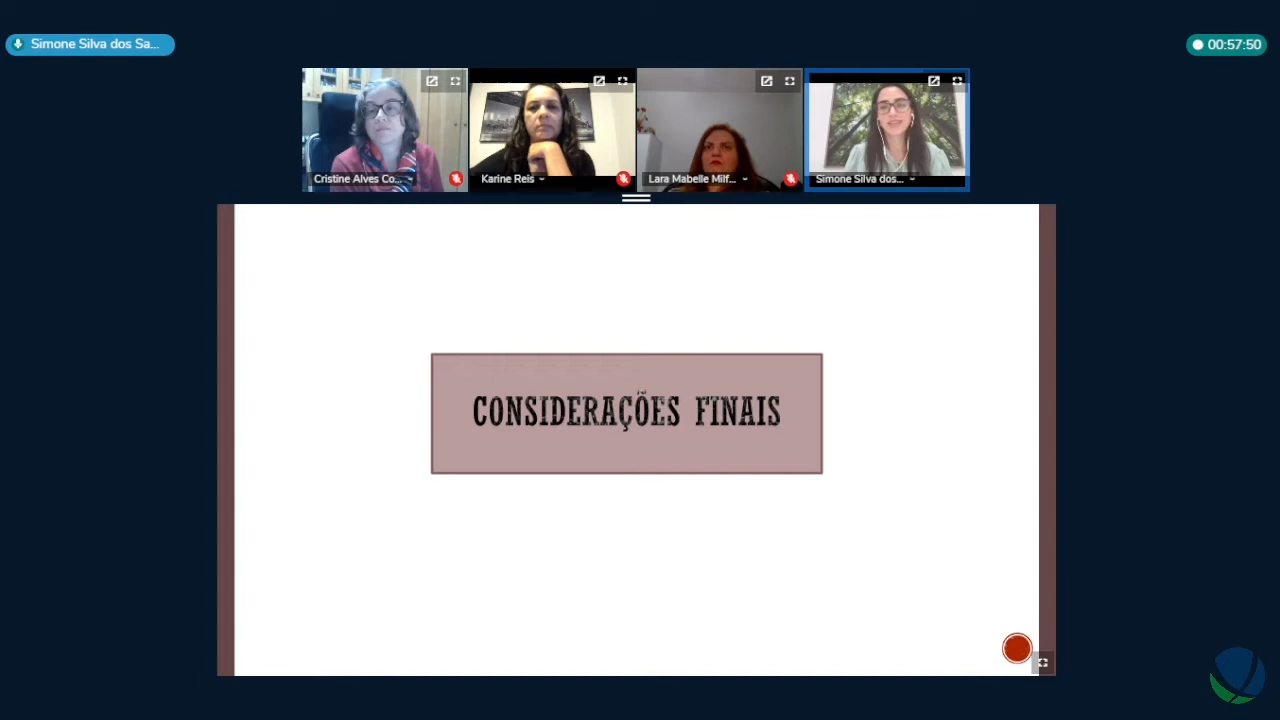 Simone Silva dos Sa...
00:57:50
Cristine Alves Co...
Karine Reis
Lara Mabelle Milf...
Simone Silva dos...
CONSIDERAÇÕES FINAIS